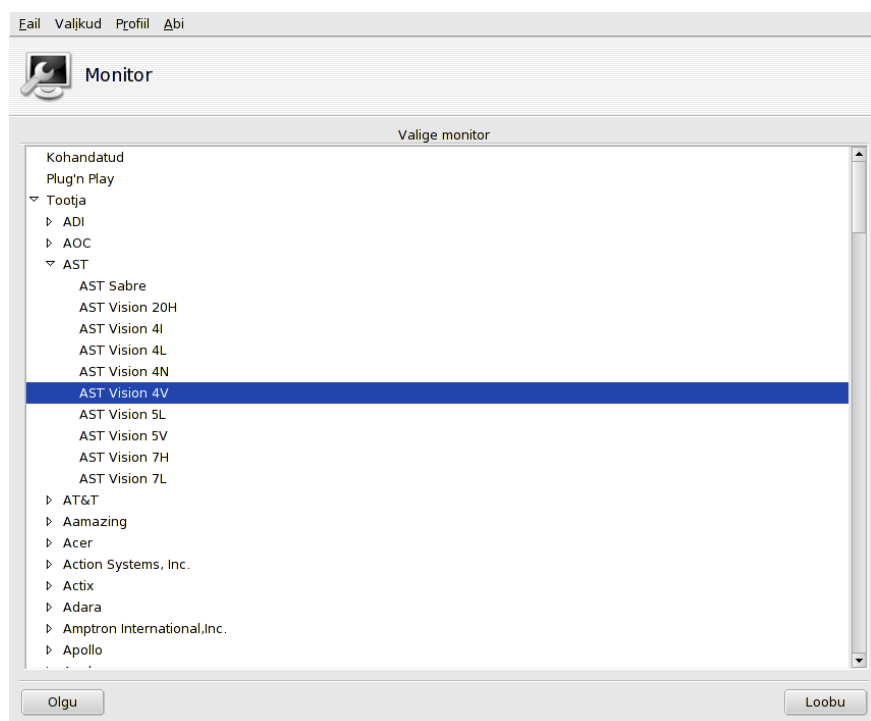 Fail Valikud Profiil Abi
Monitor
Valige monitor
Kohandatud
Plug'n Play
Tootja
ADI
AOC
AST
AST Sabre
AST Vision 20H
AST Vision 4I
AST Vision 4L
AST Vision 4N
AST Vision 4V
AST Vision 5L
AST Vision 5V
AST Vision 7H
AST Vision 7L
AT&T
Aamazing
Acer
Action Systems, Inc.
Actix
Adara
Amptron International,Inc.
Apollo
Olgu Loobu